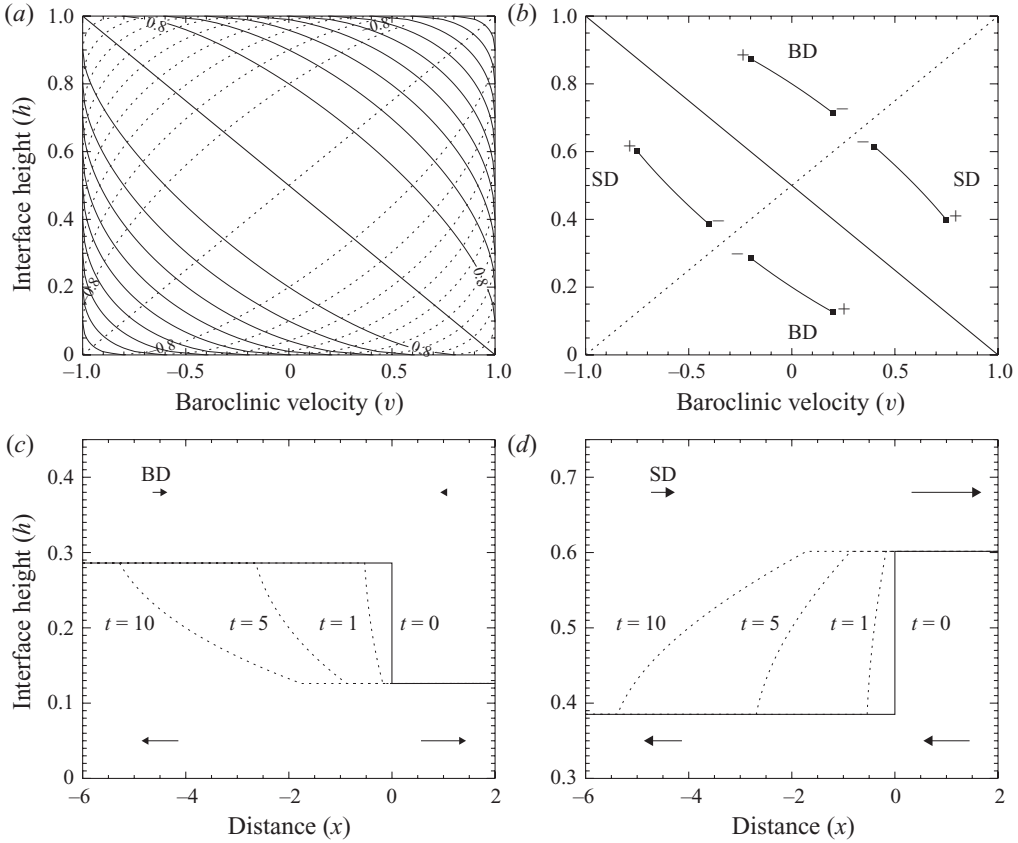 (a)
1.0
0.8
0.6
0.4
0.2
0
Interface height (h)
0.8
−0.8
−0.8
0.8
0.8
−1.0 −0.5 0 0.5 1.0
Baroclinic velocity (v)
(b)
1.0
0.8
0.6
0.4
0.2
0
+ BD −
+ SD −
− SD +
− BD +
−1.0 −0.5 0 0.5 1.0
Baroclinic velocity (v)
(c)
0.4
0.3
0.2
0.1
0
Interface height (h)
BD
t = 10 t = 5 t = 1 t = 0
−6 −4 −2 0 2
Distance (x)
(d)
0.7
0.6
0.5
0.4
0.3
SD
t = 10 t = 5 t = 1 t = 0
−6 −4 −2 0 2
Distance (x)